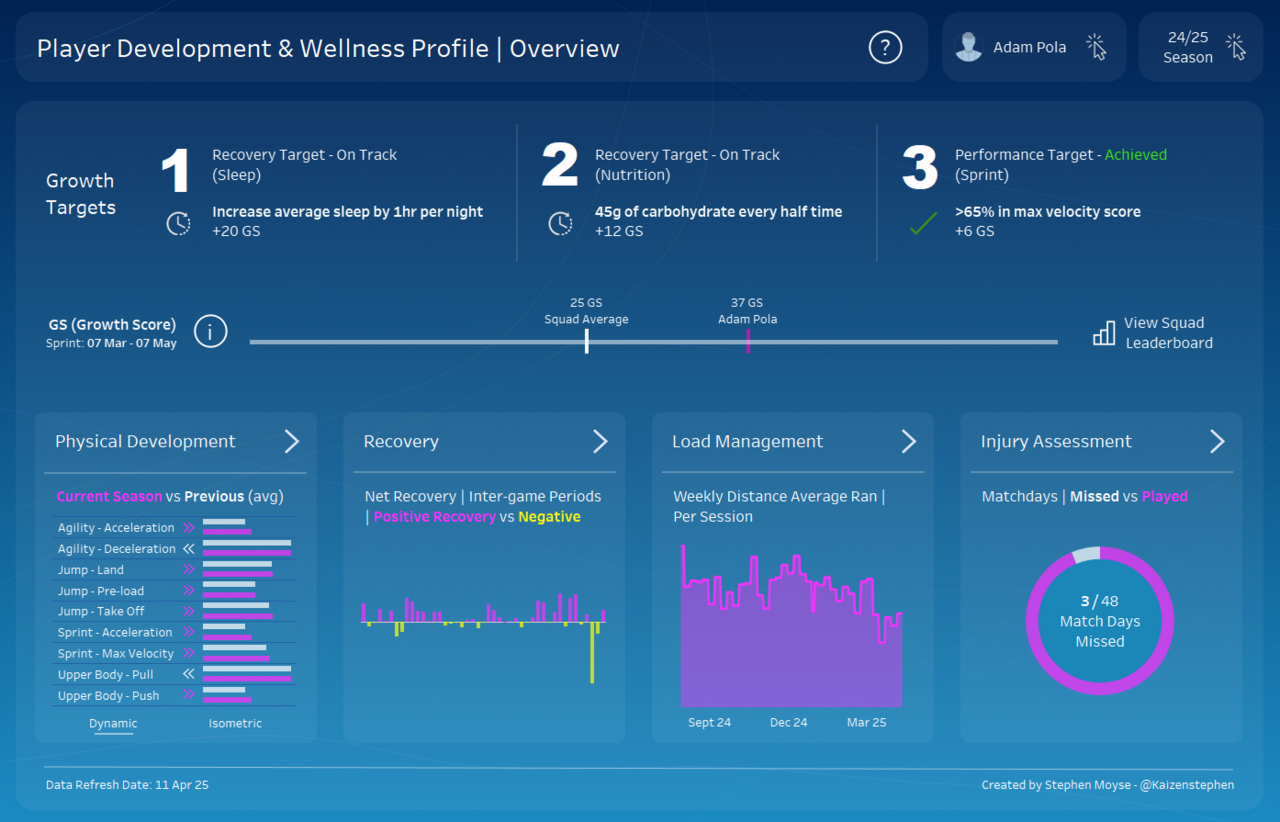 Player Development & Wellness Profile | Overview
?
Adam Pola
24/25
Season
Growth
Targets
1
Recovery Target - On Track
(Sleep)
Increase average sleep by 1hr per night
+20 GS
2
Recovery Target - On Track
(Nutrition)
45g of carbohydrate every half time
+12 GS
3
Performance Target - Achieved
(Sprint)
>65% in max velocity score
+6 GS
GS (Growth Score)
Sprint: 07 Mar - 07 May
i
25 GS
Squad Average
37 GS
Adam Pola
View Squad
Leaderboard
Physical Development
Current Season vs Previous (avg)
Agility - Acceleration
Agility - Deceleration
Jump - Land
Jump - Pre-load
Jump - Take Off
Sprint - Acceleration
Sprint - Max Velocity
Upper Body - Pull
Upper Body - Push
Dynamic
Isometric
Recovery
Net Recovery | Inter-game Periods
| Positive Recovery vs Negative
Load Management
Weekly Distance Average Ran |
Per Session
Sept 24
Dec 24
Mar 25
Injury Assessment
Matchdays | Missed vs Played
3 / 48
Match Days
Missed
Data Refresh Date: 11 Apr 25
Created by Stephen Moyse - @Kaizenstephen